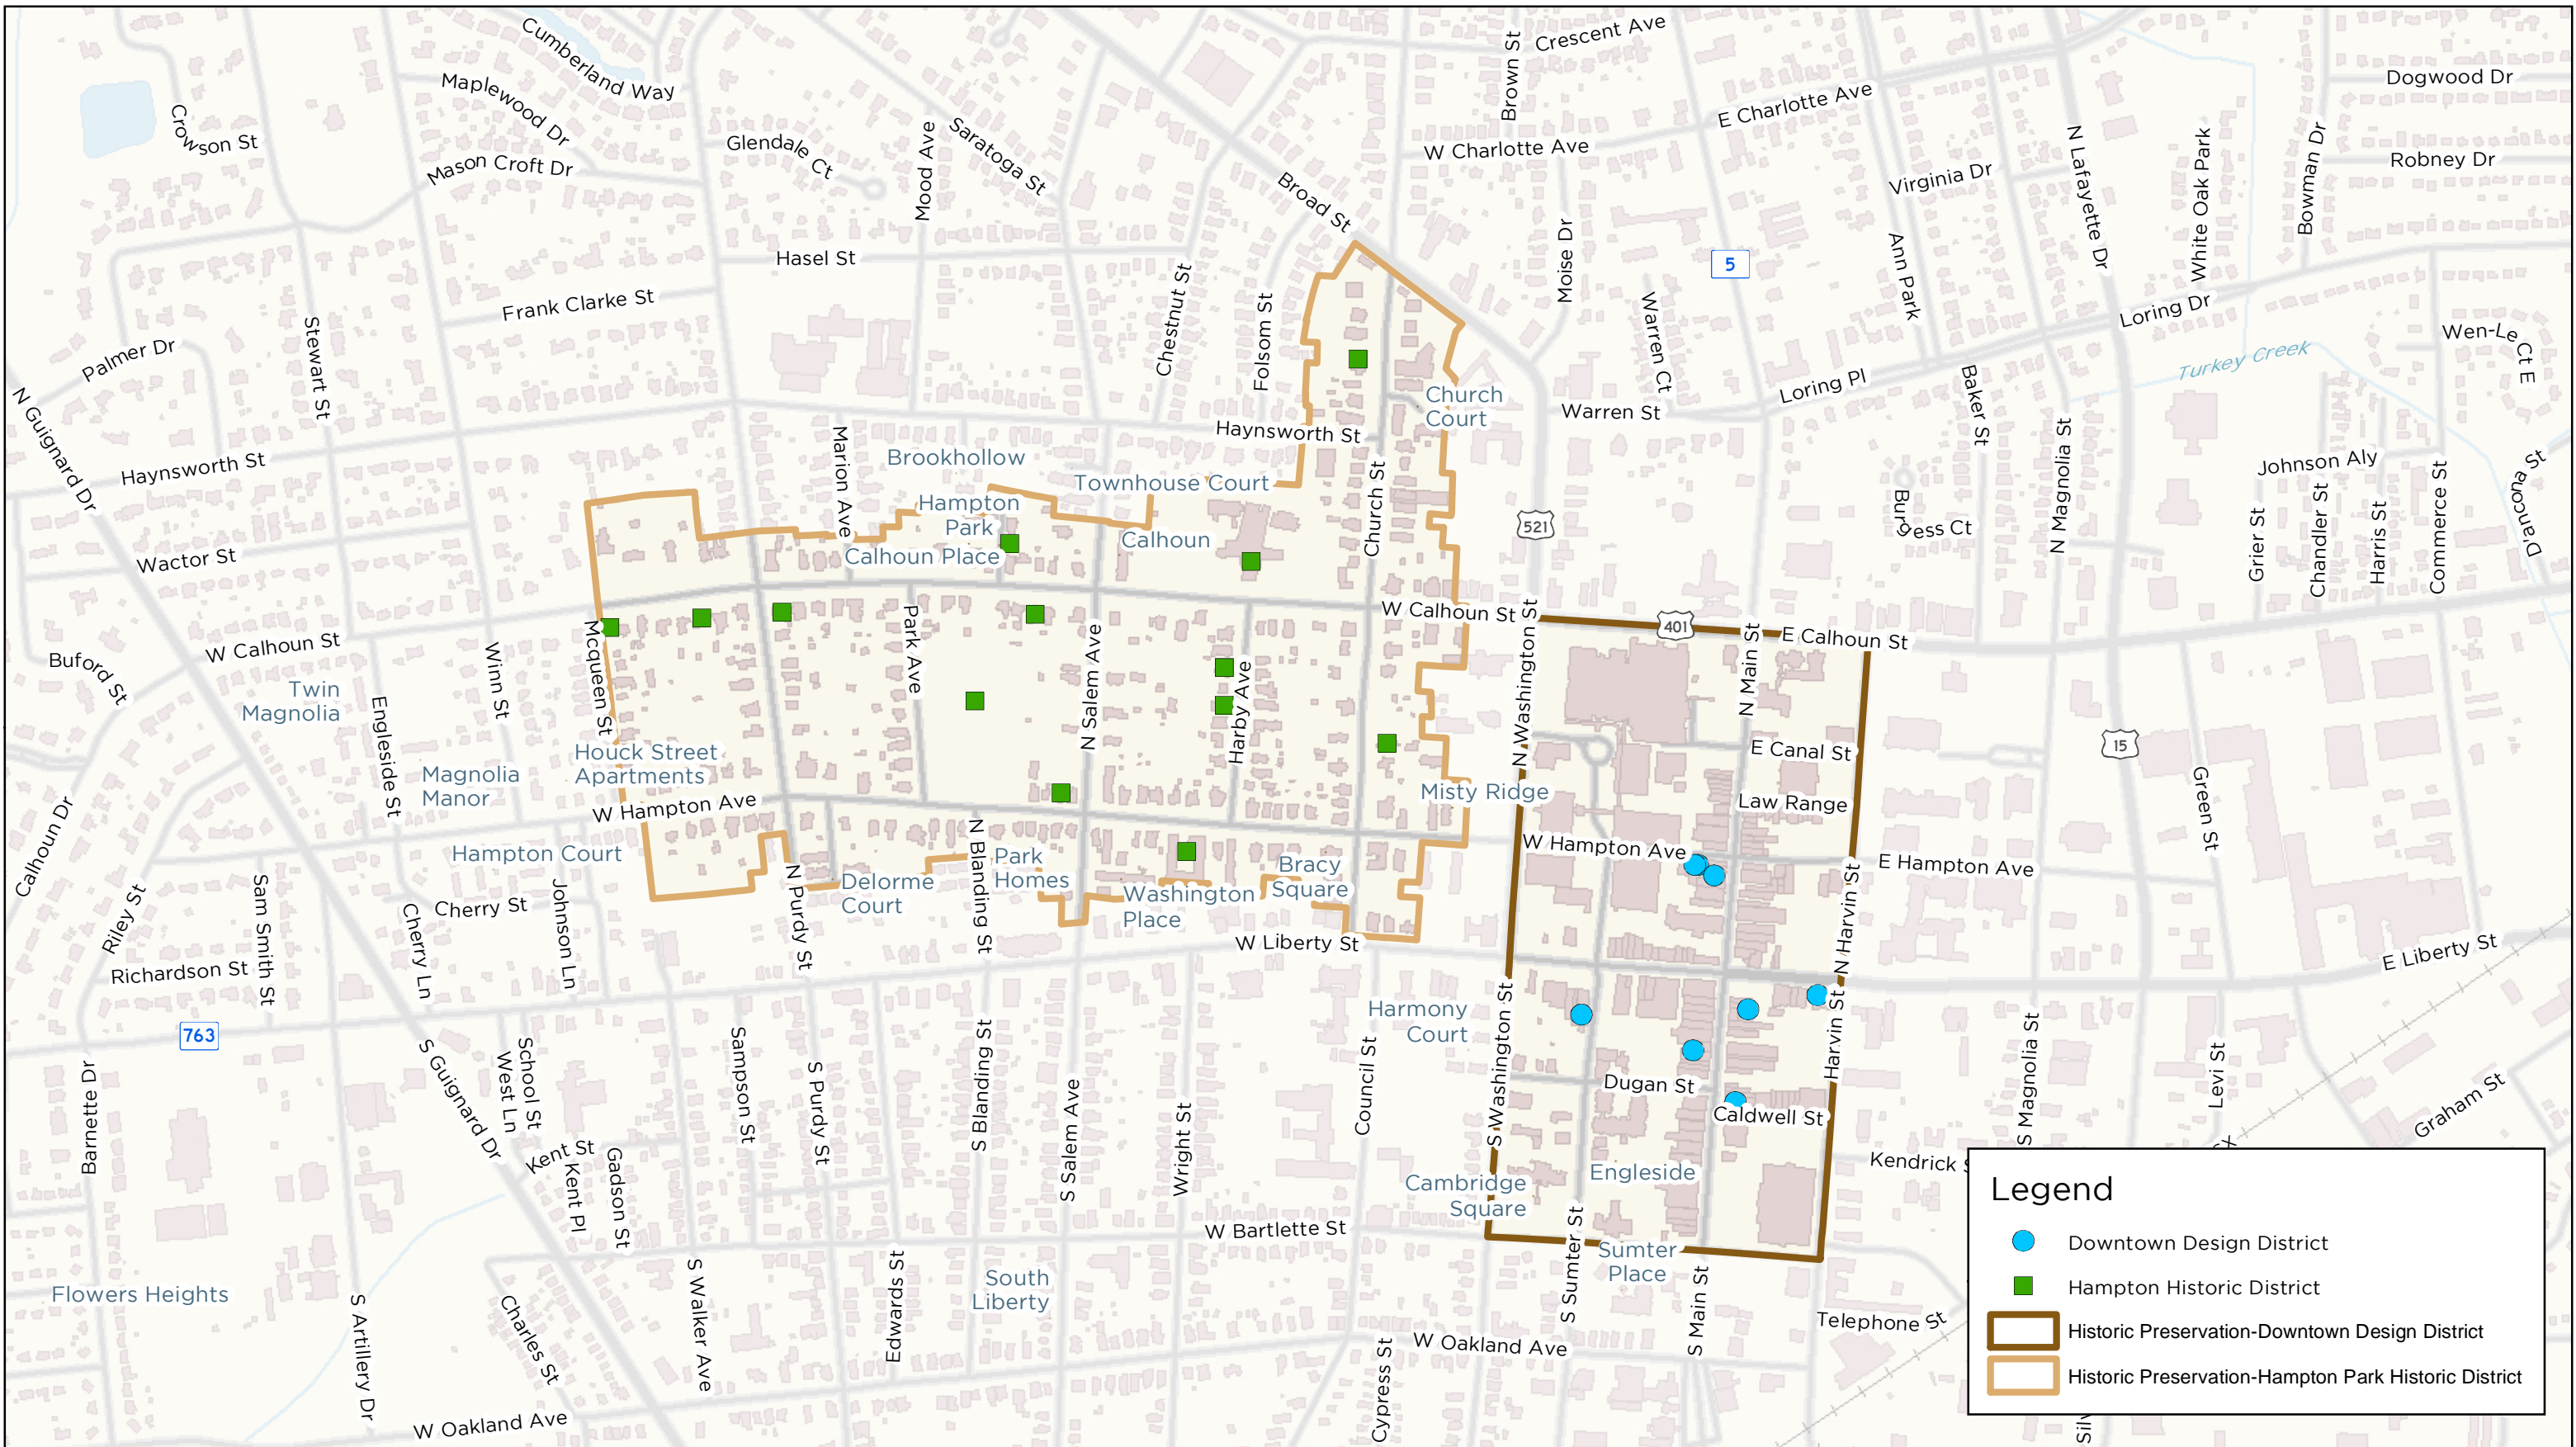 Cumberland Way
Crescent Ave
Brown St
Maplewood Dr
Dogwood Dr
Crowson St
E Charlotte Ave
Glendale Ct
Mood Ave
Saratoga St
W Charlotte Ave
N Lafayette Dr
White Oak Park
Bowman Dr
Robney Dr
Mason Croft Dr
Broad St
Virginia Dr
Hasel St
Moise Dr
5
Ann Park
Frank Clarke St
Chestnut St
Folsom St
Warren Ct
Loring Dr
Stewart St
Palmer Dr
Wen-Le
Ct E
Turkey Creek
N Guignard Dr
Church
Court
Loring Pl
Warren St
Baker St
Haynsworth St
Haynsworth St
Marion Ave
Brookhollow
Townhouse Court
Church St
N Magnolia St
Johnson Aly
D'ancona St
Hampton
Park
Burgess Ct
Grier St
Chandler St
Harris St
Commerce St
521
Wactor St
Calhoun Place
Calhoun
W Calhoun St
401
E Calhoun St
W Calhoun St
Buford St
Twin
Magnolia
Winn St
Mcqueen St
Park Ave
N Salem Ave
Harby Ave
N Washington St
N Main St
Engleside St
Houck Street
Apartments
E Canal St
15
Magnolia
Manor
Misty Ridge
Law Range
Green St
Calhoun Dr
W Hampton Ave
W Hampton Ave
E Hampton Ave
Hampton Court
N Blanding St
Park
Homes
Bracy
Square
N Purdy St
Delorme
Court
Washington
Place
Riley St
Sam Smith St
Cherry St
Johnson Ln
Cherry Ln
N Harvin St
W Liberty St
E Liberty St
Richardson St
Harmony
Court
763
S Guignard Dr
School St
West Ln
Sampson St
S Purdy St
S Blanding St
S Salem Ave
Wright St
Council St
S Washington St
Harvin St
S Magnolia St
Levi St
Graham St
Barnette Dr
Dugan St
Caldwell St
Kent St
Kent Pl
Gadson St
Kendrick S
Engleside
Cambridge
Square
W Bartlette St
S Sumter St
Sumter
Place
Flowers Heights
S Artillery Dr
Charles St
S Walker Ave
Edwards St
South
Liberty
S Main St
Telephone St
W Oakland Ave
Cypress St
W Oakland Ave
Legend
Downtown Design District
Hampton Historic District
Historic Preservation-Downtown Design District
Historic Preservation-Hampton Park Historic District